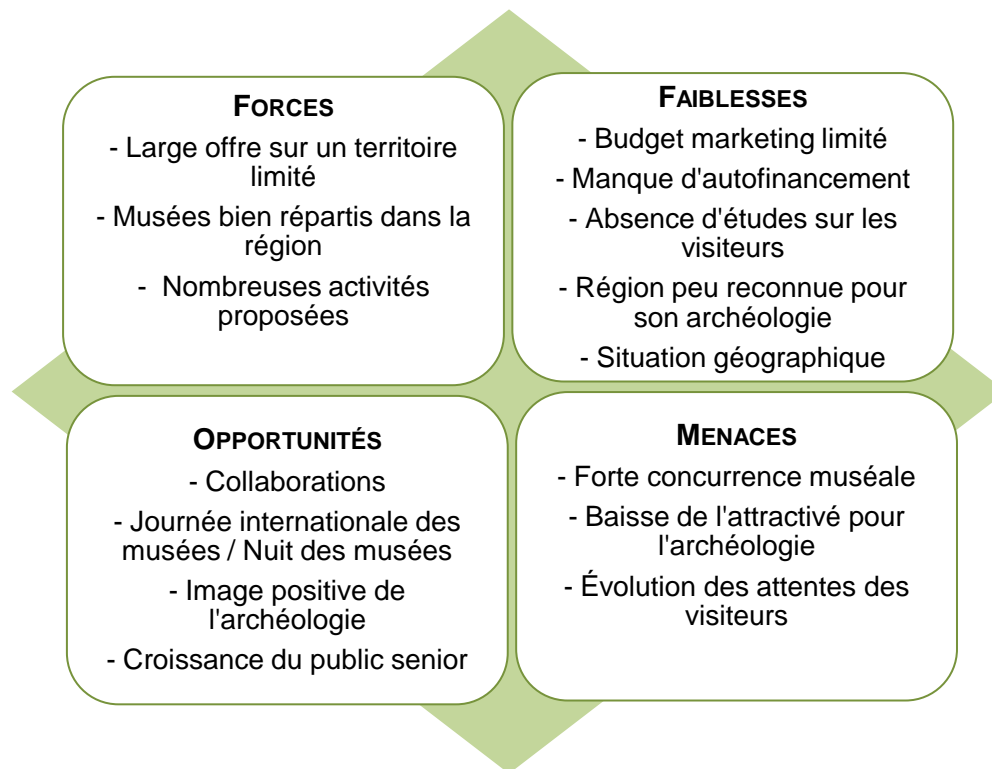 FORCES
- Large offre sur un territoire
limité
- Musées bien répartis dans la
région
- Nombreuses activités
proposées
FAIBLESSES
- Budget marketing limité
- Manque d'autofinancement
- Absence d'études sur les
visiteurs
- Région peu reconnue pour
son archéologie
- Situation géographique
OPPORTUNITÉS
- Collaborations
- Journée internationale des
musées / Nuit des musées
- Image positive de
l'archéologie
- Croissance du public senior
MENACES
- Forte concurrence muséale
- Baisse de l'attractivé pour
l'archéologie
- Évolution des attentes des
visiteurs